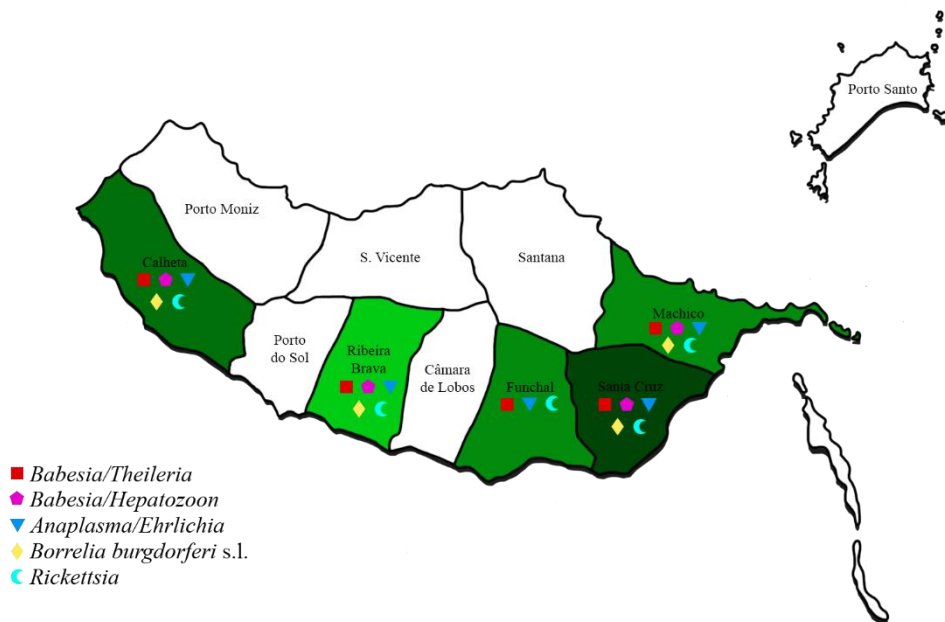 Porto Santo
Porto Moniz
S. Vicente
Santana
Calheta
Machico
Porto
do Sol
Ribeira
Brava
Câmara
de Lobos
Funchal
Santa Cruz
Babesia/Theileria
Babesia/Hepatozoon
Anaplasma/Ehrlichia
Borrelia burgdorferi s.l.
Rickettsia